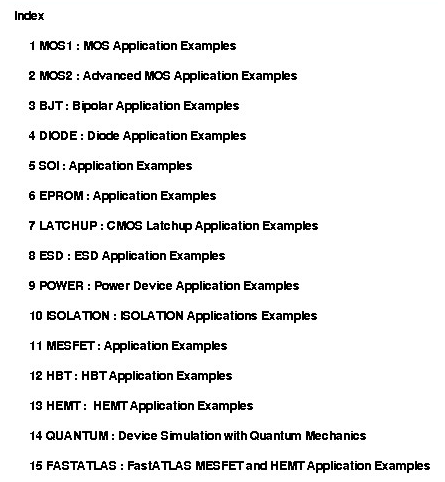 Index
1 MOS1 : MOS Application Examples
2 MOS2 : Advanced MOS Application Examples
3 BJT : Bipolar Application Examples
4 DIODE : Diode Application Examples
5 SOI : Application Examples
6 EPROM : Application Examples
7 LATCHUP : CMOS Latchup Application Examples
8 ESD : ESD Application Examples
9 POWER : Power Device Application Examples
10 ISOLATION : ISOLATION Applications Examples
11 MESFET : Application Examples
12 HBT : HBT Application Examples
13 HEMT : HEMT Application Examples
14 QUANTUM : Device Simulation with Quantum Mechanics
15 FASTATLAS : FastATLAS MESFET and HEMT Application Examples